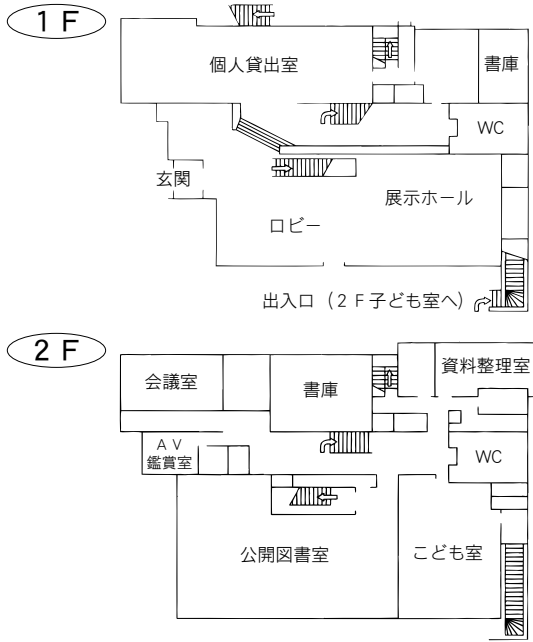 1F
個人貸出室
書庫
WC
玄関
展示ホール
ロビー
出入口（2F子ども室へ）
2F
会議室
書庫
資料整理室
AV
鑑賞室
WC
公開図書室
こども室